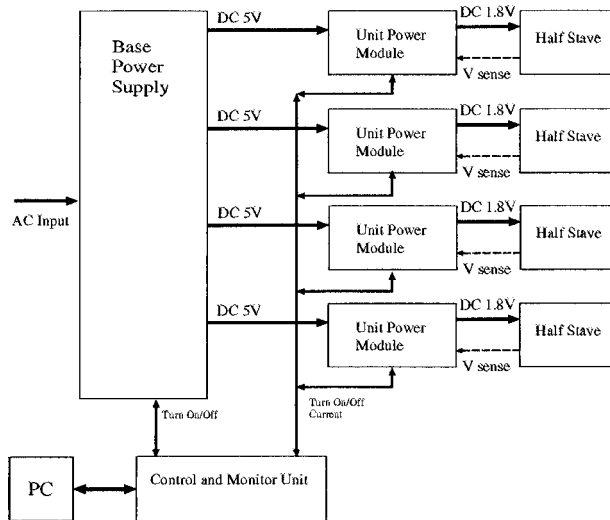 Base
Power
Supply
AC Input
DC 5V
Unit Power
Module
DC 1.8V
V sense
Half Stave
DC 5V
Unit Power
Module
DC 1.8V
V sense
Half Stave
DC 5V
Unit Power
Module
DC 1.8V
V sense
Half Stave
DC 5V
Unit Power
Module
DC 1.8V
V sense
Half Stave
Turn On/Off
Turn On/Off
Current
PC
Control and Monitor Unit